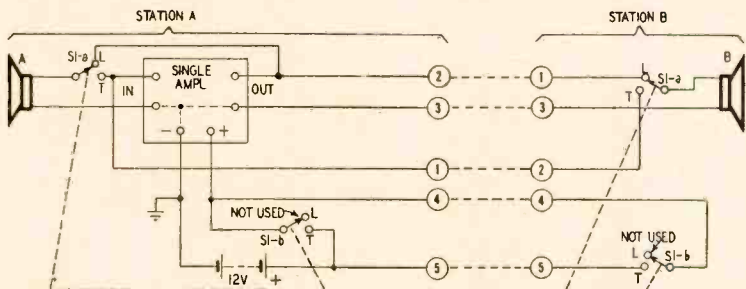 STATION A
STATION B
A
S1-a
L
T
IN
SINGLE
AMPL
OUT
2
1
L
S1-a
T
B
3
3
−
+
1
2
4
4
NOT USED
L
S1-b
T
NOT USED
L
S1-b
T
12V
+
5
5